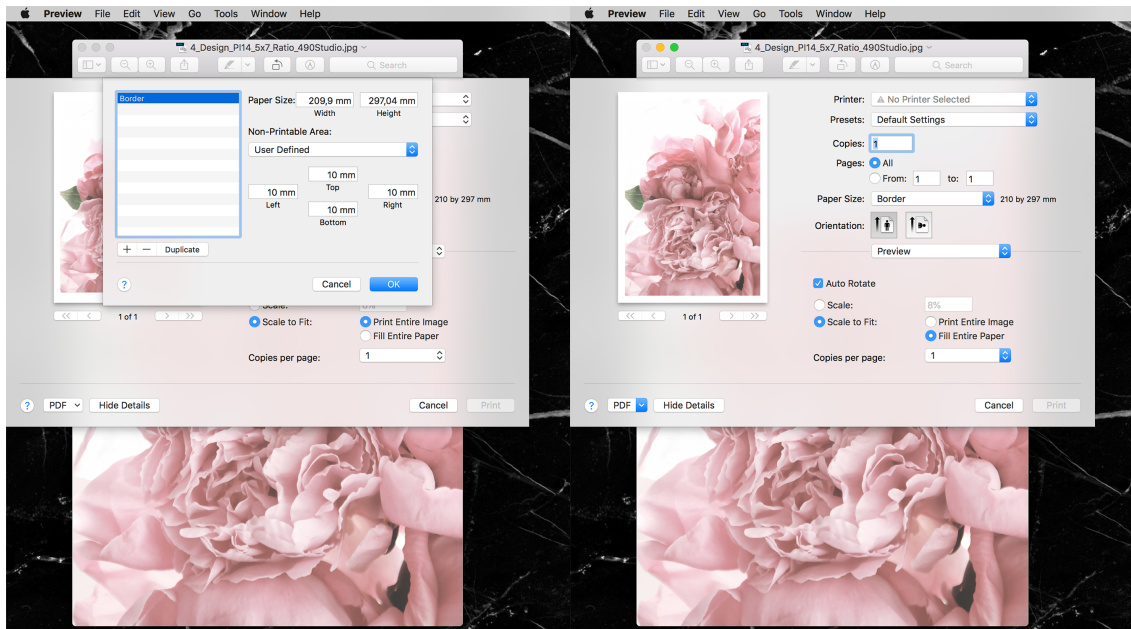 Preview File Edit View Go Tools Window Help
4_Design_PI14_5x7_Ratio_490Studio.jpg
Search
Border
Paper Size: 209,9 mm 297,04 mm
Width Height
Non-Printable Area:
User Defined
10 mm
Top
10 mm 10 mm
Left Right
10 mm
Bottom
210 by 297 mm
+ − Duplicate
? Cancel OK
<< < 1 of 1 > >>
Scale to Fit: Print Entire Image
Fill Entire Paper
Copies per page: 1
? PDF Hide Details Cancel Print
Preview File Edit View Go Tools Window Help
4_Design_PI14_5x7_Ratio_490Studio.jpg
Search
Printer: No Printer Selected
Presets: Default Settings
Copies: 1
Pages: All
From: 1 to: 1
Paper Size: Border 210 by 297 mm
Orientation:
Preview
Auto Rotate
Scale: 8%
<< < 1 of 1 > >>
Scale to Fit: Print Entire Image
Fill Entire Paper
Copies per page: 1
? PDF Hide Details Cancel Print